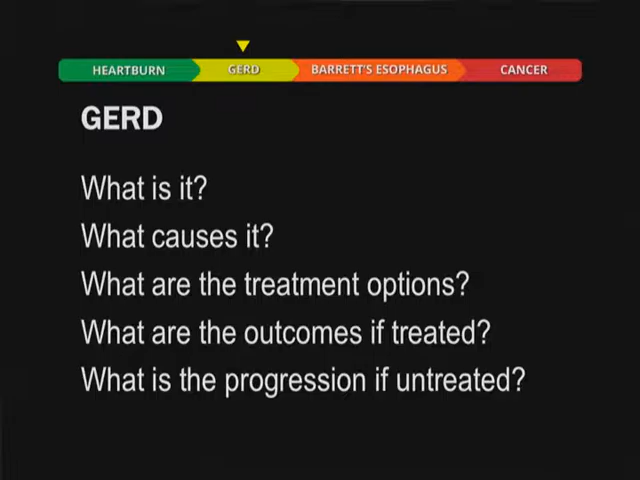 HEARTBURN GERD BARRETT'S ESOPHAGUS CANCER
GERD
What is it?
What causes it?
What are the treatment options?
What are the outcomes if treated?
What is the progression if untreated?